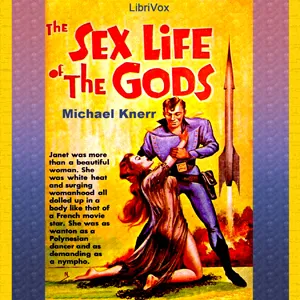 LibriVox
The
SEX LIFE
of THE GODS
Michael Knerr
Janet was more
than a beautiful
woman. She
was white heat
and surging
womanhood all
dolled up in a
body like that of
a French movie
star. She was as
wanton as a
Polynesian
dancer and as
demanding as
a nympho.